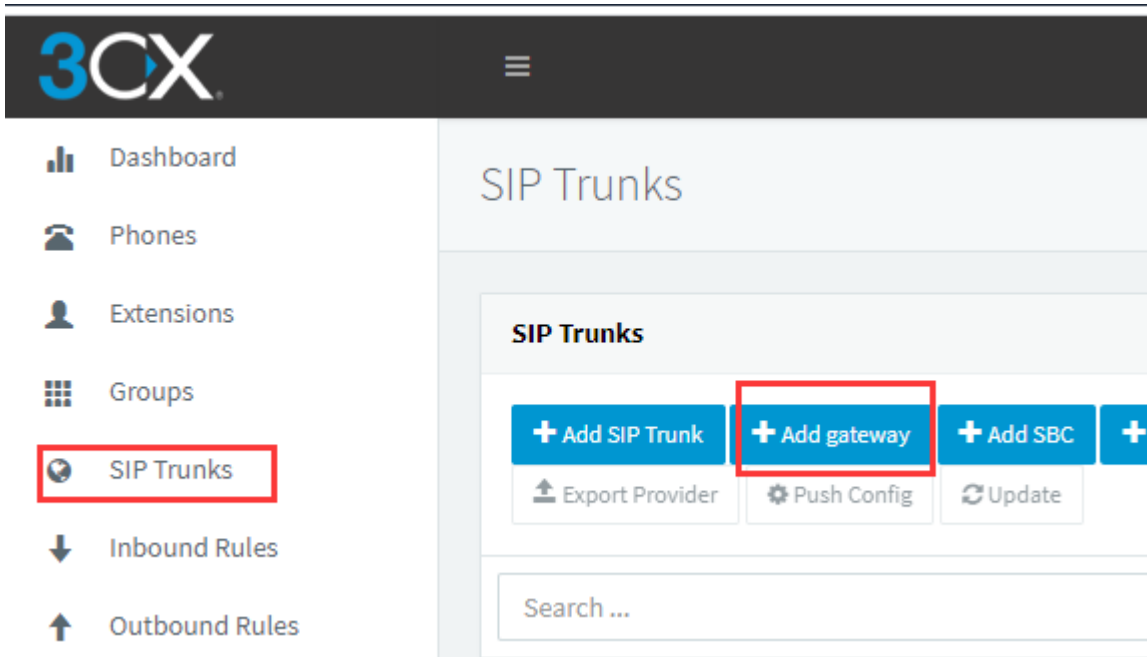 3CX
Dashboard
Phones
Extensions
Groups
SIP Trunks
Inbound Rules
Outbound Rules
SIP Trunks
SIP Trunks
+ Add SIP Trunk + Add gateway + Add SBC +
Export Provider Push Config Update
Search ...